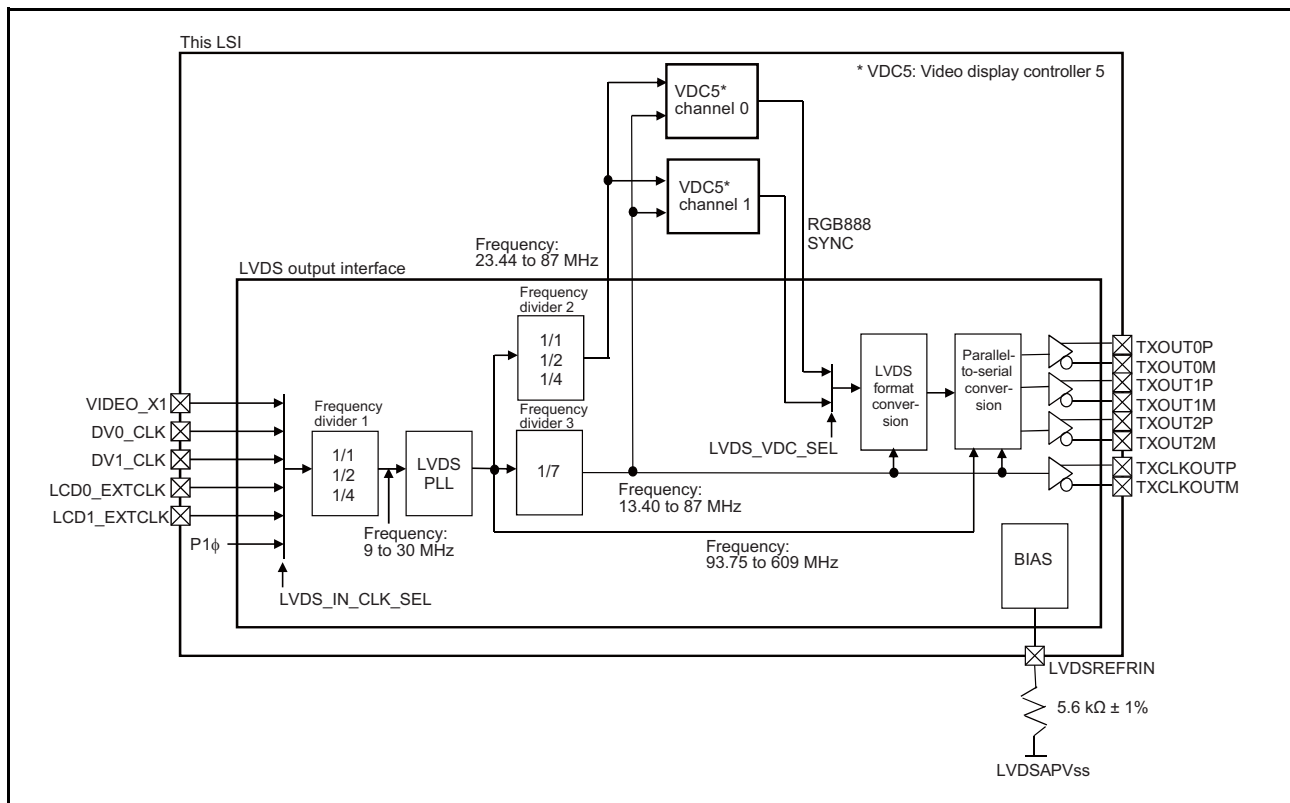 This LSI
* VDC5: Video display controller 5
VDC5*
channel 0
VDC5*
channel 1
RGB888
SYNC
Frequency:
23.44 to 87 MHz
LVDS output interface
Frequency
divider 2
1/1
1/2
1/4
VIDEO_X1
DV0_CLK
DV1_CLK
LCD0_EXTCLK
LCD1_EXTCLK
P1ϕ
LVDS_IN_CLK_SEL
Frequency
divider 1
1/1
1/2
1/4
Frequency:
9 to 30 MHz
LVDS
PLL
Frequency
divider 3
1/7
Frequency:
13.40 to 87 MHz
Frequency:
93.75 to 609 MHz
LVDS_VDC_SEL
LVDS
format
conver-
sion
Parallel-
to-serial
conver-
sion
TXOUT0P
TXOUT0M
TXOUT1P
TXOUT1M
TXOUT2P
TXOUT2M
TXCLKOUTP
TXCLKOUTM
BIAS
LVDSREFRIN
5.6 kΩ ± 1%
LVDSAPVss